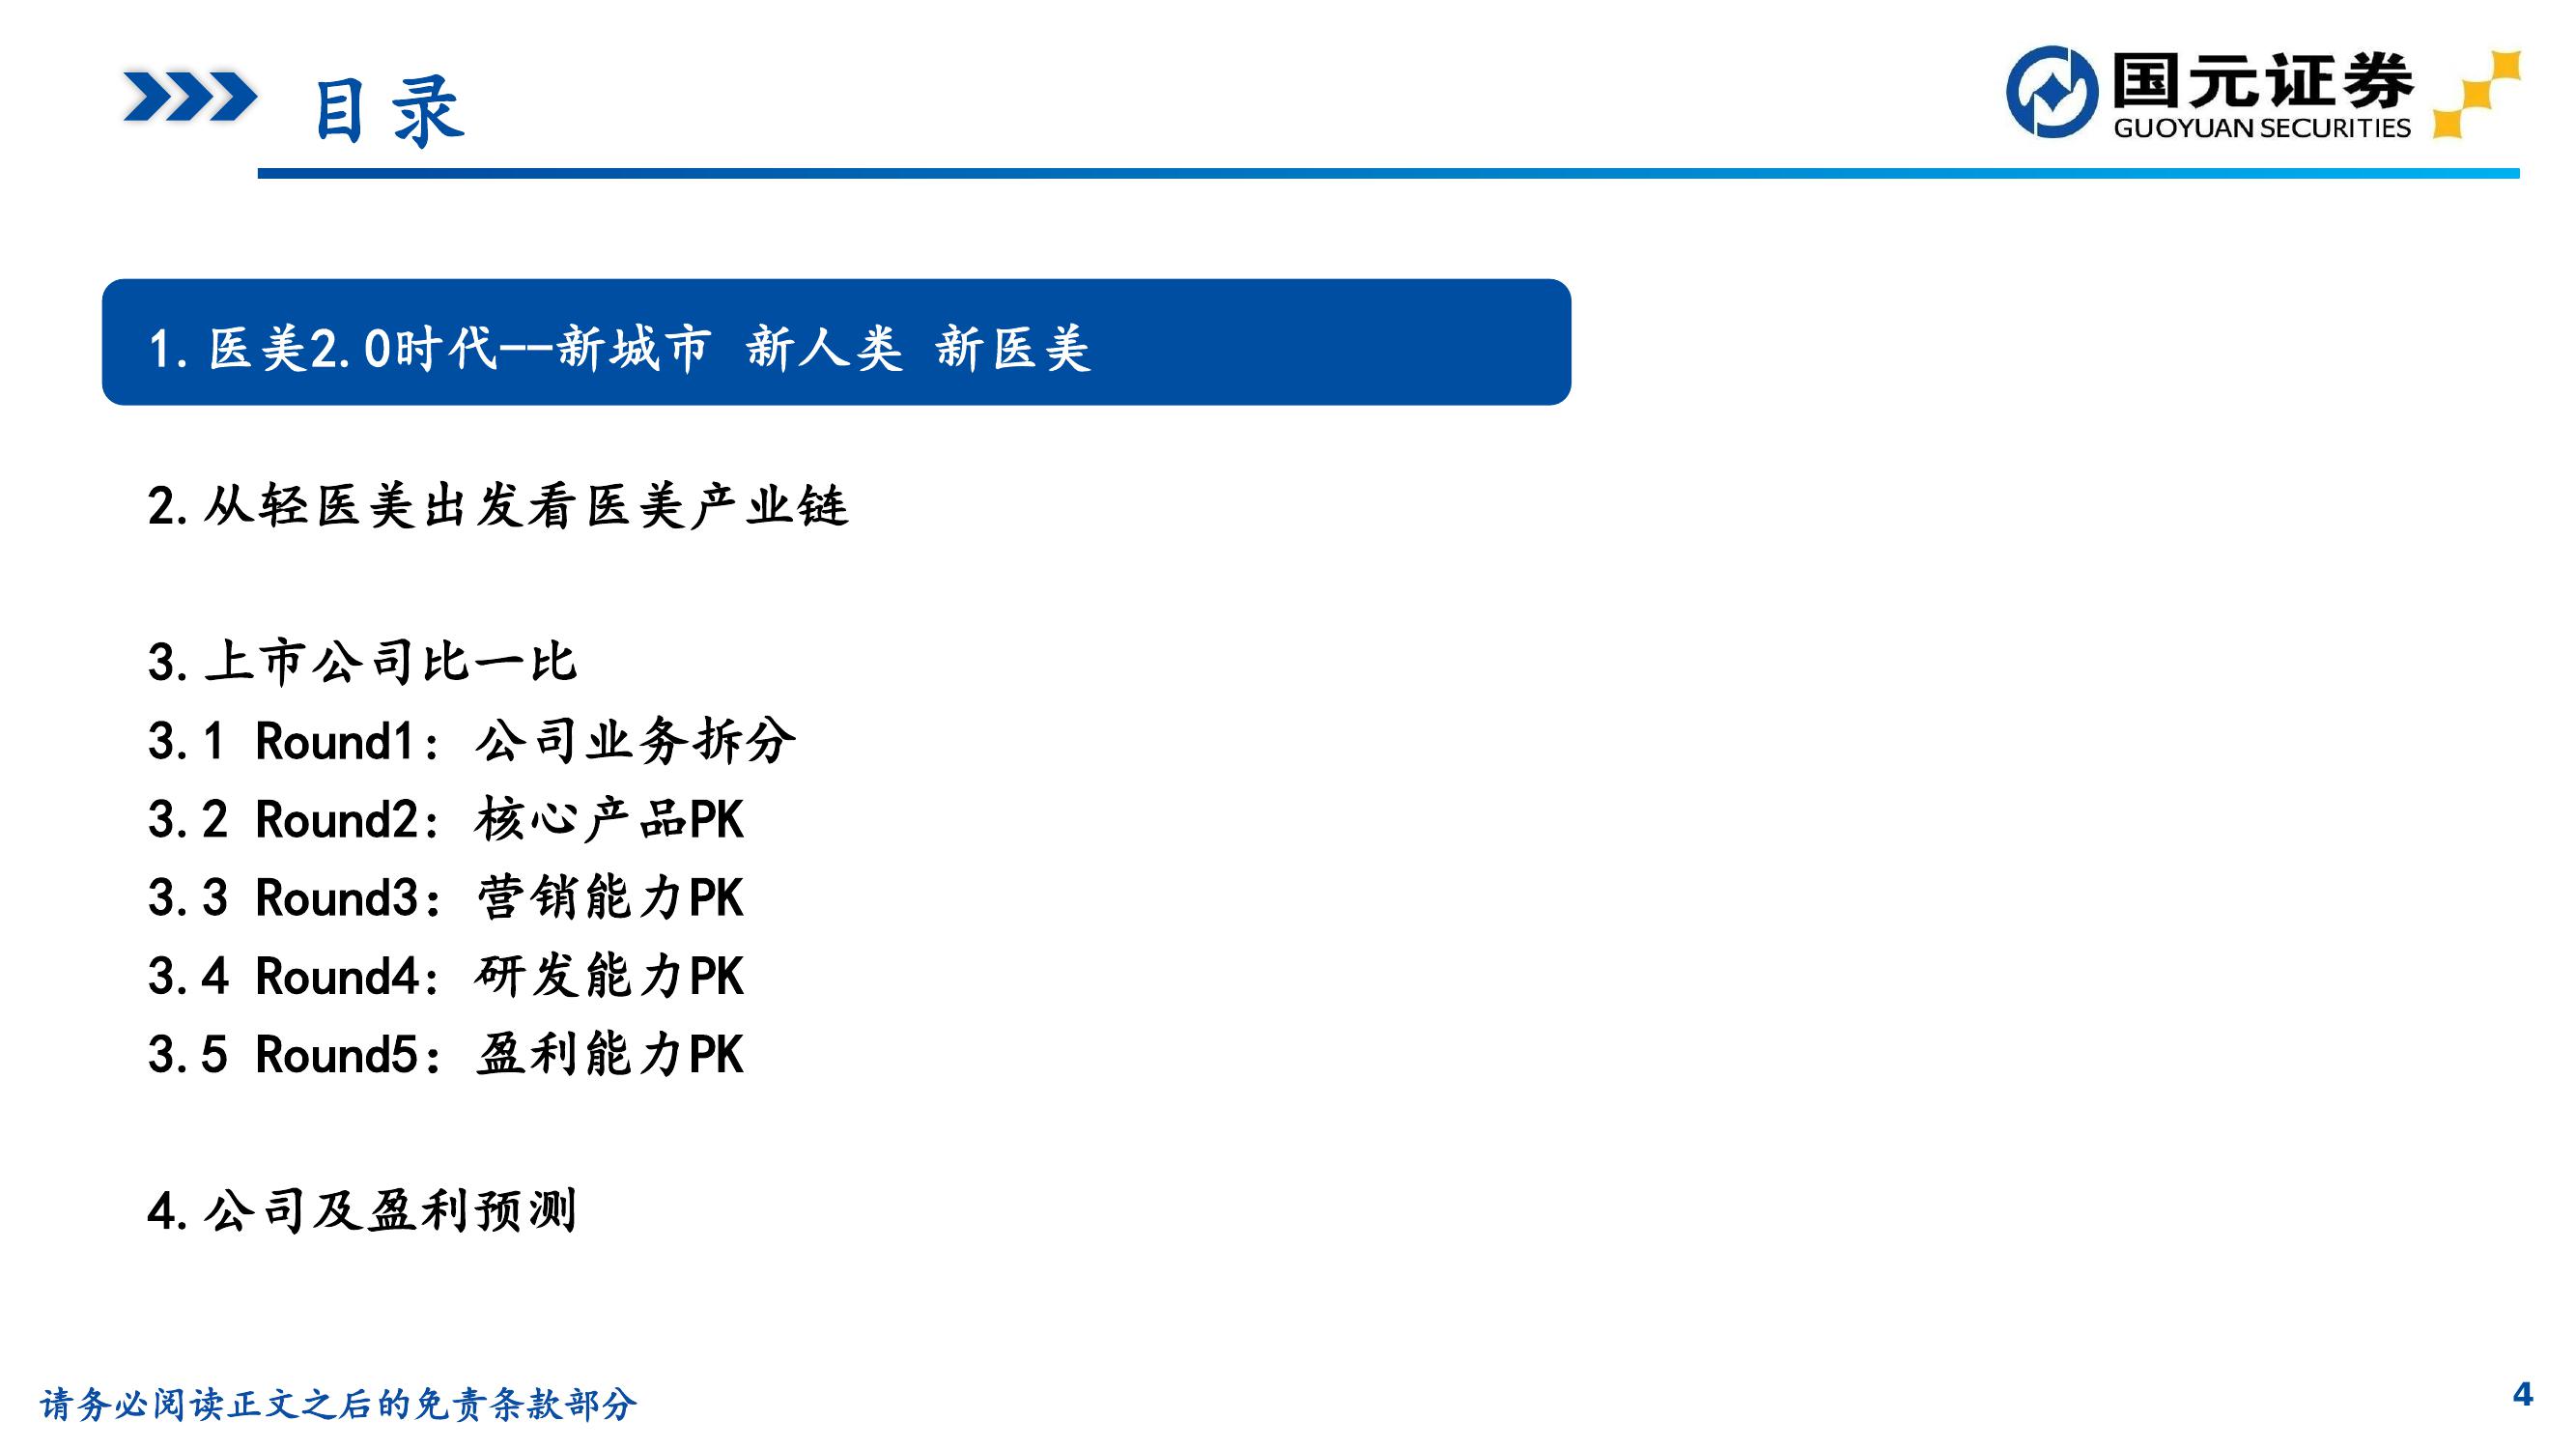 目录
国元证券
GUOYUAN SECURITIES
1.医美2.0时代--新城市 新人类 新医美
2.从轻医美出发看医美产业链
3.上市公司比一比
3.1 Round1：公司业务拆分
3.2 Round2：核心产品PK
3.3 Round3：营销能力PK
3.4 Round4：研发能力PK
3.5 Round5：盈利能力PK
4.公司及盈利预测
请务必阅读正文之后的免责条款部分
4